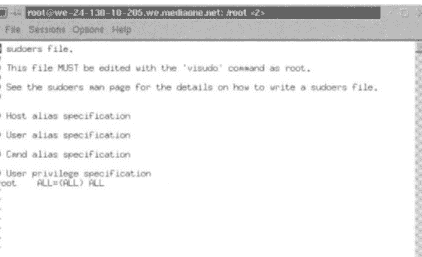 root@we-24-130-10-205.we.mediaone.net: /root <2>
File Sessions Options Help
sudoers file.
This file MUST be edited with the 'visudo' command as root.
See the sudoers man page for the details on how to write a sudoers file.
Host alias specification
User alias specification
Cmnd alias specification
User privilege specification
root ALL=(ALL) ALL